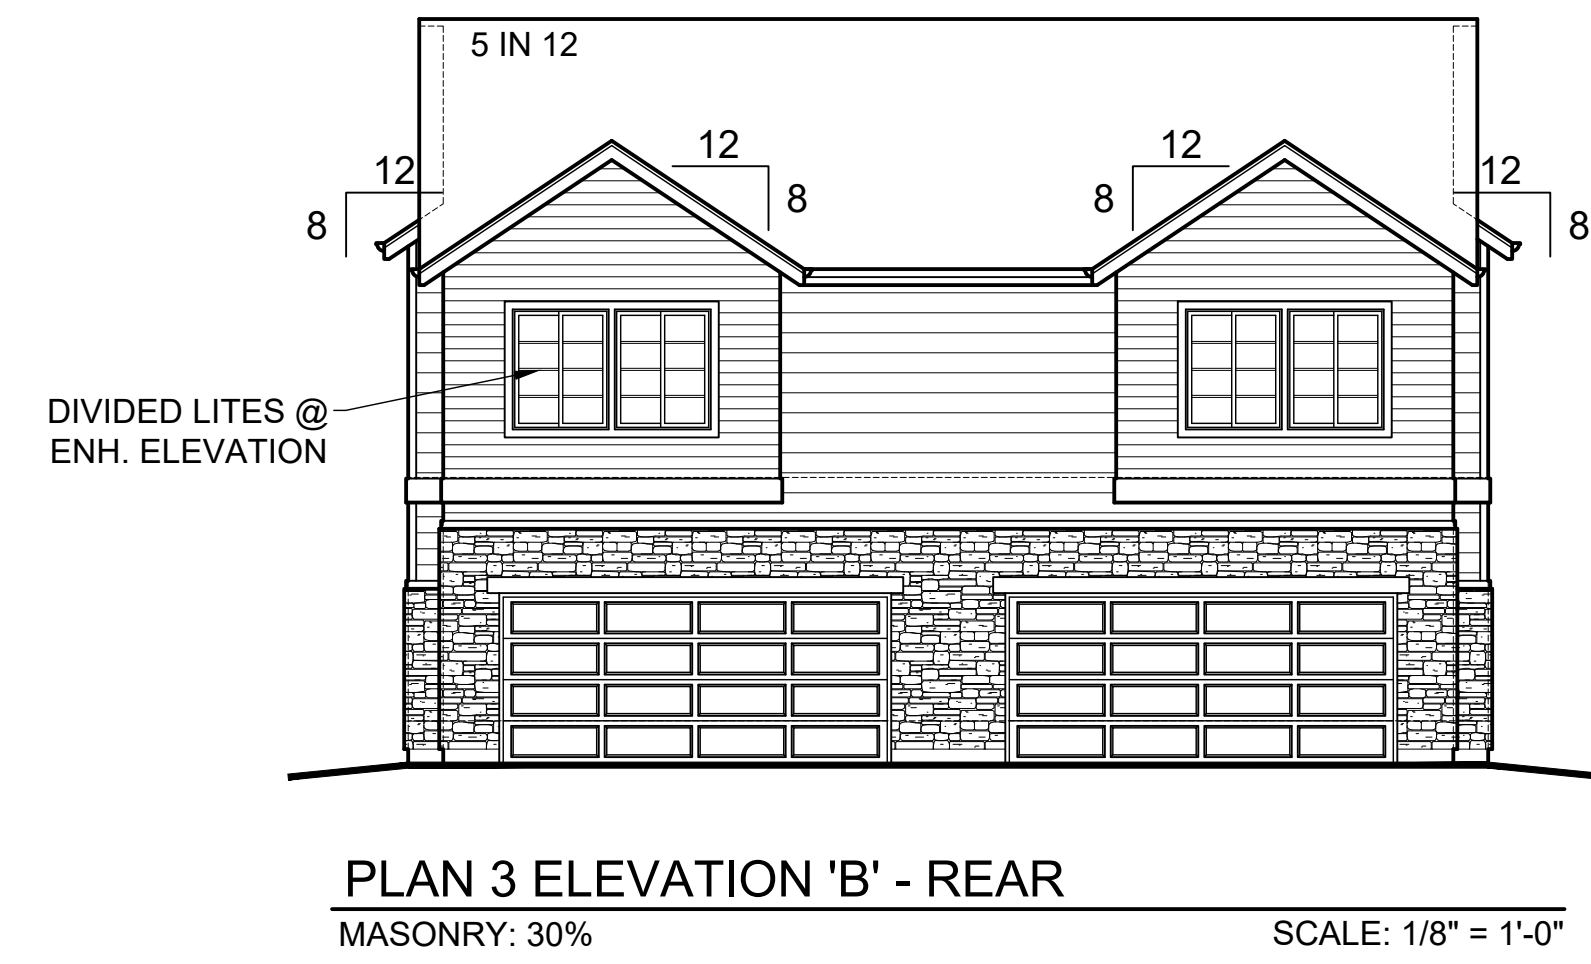 5 IN 12
12
8
12
8
12
8
12
8
DIVIDED LITES @
ENH. ELEVATION
PLAN 3 ELEVATION 'B' - REAR
MASONRY: 30%
SCALE: 1/8" = 1'-0"